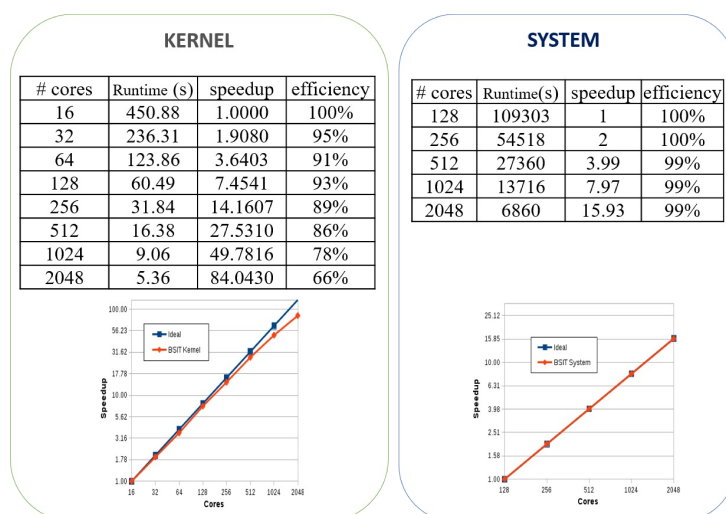 KERNEL
# cores Runtime (s) speedup efficiency
16 450.88 1.0000 100%
32 236.31 1.9080 95%
64 123.86 3.6403 91%
128 60.49 7.4541 93%
256 31.84 14.1607 89%
512 16.38 27.5310 86%
1024 9.06 49.7816 78%
2048 5.36 84.0430 66%
100.00
56.23
31.62
17.78
10.00
5.62
3.16
1.78
1.00
Speedup
Ideal
BSIT Kernel
16 32 64 128 256 512 1024 2048
Cores
SYSTEM
# cores Runtime(s) speedup efficiency
128 109303 1 100%
256 54518 2 100%
512 27360 3.99 99%
1024 13716 7.97 99%
2048 6860 15.93 99%
25.12
15.85
10.00
6.31
3.98
2.51
1.58
1.00
Speedup
Ideal
BSIT System
128 256 512 1024 2048
Cores